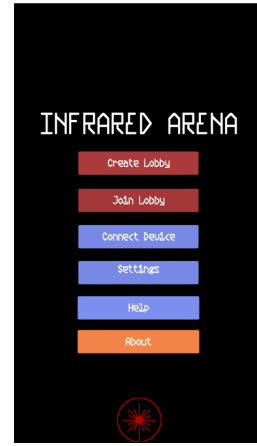 INFRARED ARENA
Create Lobby
Join Lobby
Connect Device
Settings
Help
About